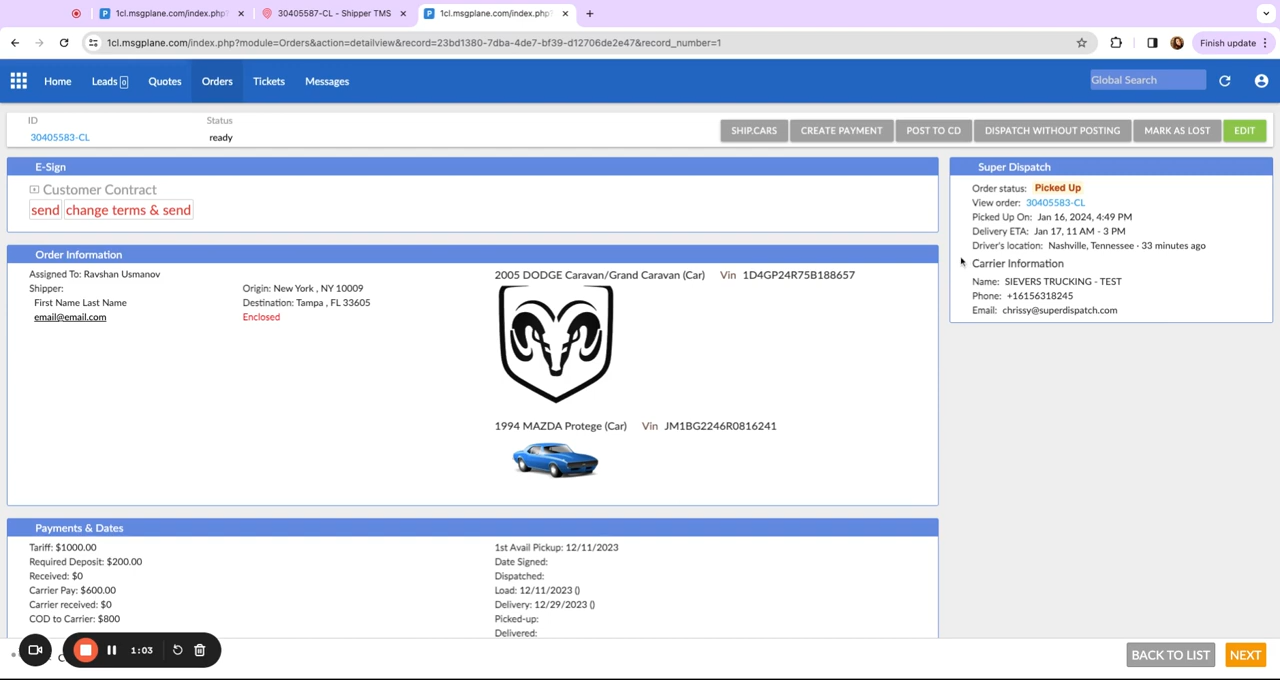 1cl.msgplane.com/index.php?
30405587-CL - Shipper TMS
1cl.msgplane.com/index.php?
1cl.msgplane.com/index.php?module=Orders&action=detailview&record=23bd1380-7dba-4de7-bf39-d12706de2e47&record_number=1
Finish update
Home
Leads 0
Quotes
Orders
Tickets
Messages
Global Search
ID
Status
30405583-CL
ready
SHIP.CARS
CREATE PAYMENT
POST TO CD
DISPATCH WITHOUT POSTING
MARK AS LOST
EDIT
E-Sign
Customer Contract
send change terms & send
Super Dispatch
Order status: Picked Up
View order: 30405583-CL
Picked Up On: Jan 16, 2024, 4:49 PM
Delivery ETA: Jan 17, 11 AM - 3 PM
Driver's location: Nashville, Tennessee · 33 minutes ago
Carrier Information
Name: SIEVERS TRUCKING - TEST
Phone: +16156318245
Email: chrissy@superdispatch.com
Order Information
Assigned To: Ravshan Usmanov
Shipper:
First Name Last Name
email@email.com
Origin: New York , NY 10009
Destination: Tampa , FL 33605
Enclosed
2005 DODGE Caravan/Grand Caravan (Car) Vin 1D4GP24R75B188657
1994 MAZDA Protege (Car) Vin JM1BG2246R0816241
Payments & Dates
Tariff: $1000.00
Required Deposit: $200.00
Received: $0
Carrier Pay: $600.00
Carrier received: $0
COD to Carrier: $800
1st Avail Pickup: 12/11/2023
Date Signed:
Dispatched:
Load: 12/11/2023 ()
Delivery: 12/29/2023 ()
Picked-up:
Delivered:
1:03
BACK TO LIST
NEXT